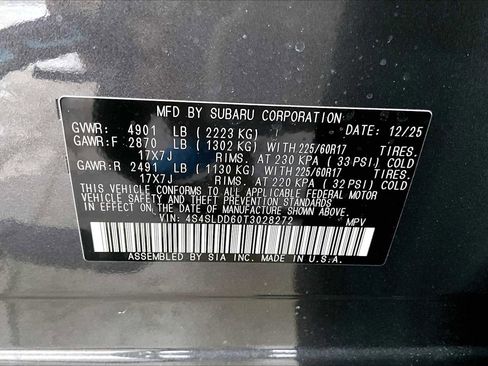 MFD BY SUBARU CORPORATION
GVWR: 4901 LB ( 2223 KG) DATE: 12/25
GAWR:F 2870 LB ( 1302 KG) WITH 225/60R17 TIRES.
17X7J RIMS. AT 230 KPA ( 33 PSI) COLD
GAWR:R 2491 LB ( 1130 KG) WITH 225/60R17 TIRES.
17X7J RIMS. AT 220 KPA ( 32 PSI) COLD
THIS VEHICLE CONFORMS TO ALL APPLICABLE FEDERAL MOTOR
VEHICLE SAFETY AND THEFT PREVENTION STANDARDS IN EFFECT
ON THE DATE OF MANUFACTURE SHOWN ABOVE.
VIN: 4S4SLDD60T3028272 MPV
ASSEMBLED BY SIA INC. MADE IN U.S.A.